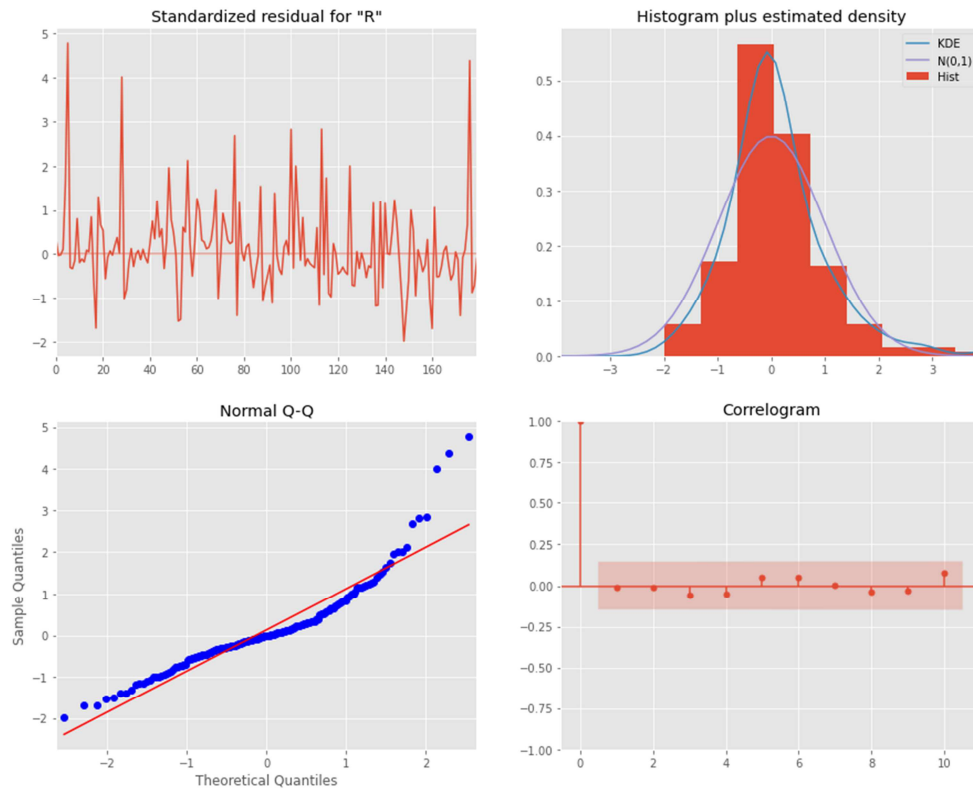 Standardized residual for "R"
5
4
3
2
1
0
−1
−2
0 20 40 60 80 100 120 140 160
Histogram plus estimated density
KDE
N(0,1)
Hist
0.5
0.4
0.3
0.2
0.1
0.0
−3 −2 −1 0 1 2 3
Normal Q-Q
Sample Quantiles
5
4
3
2
1
0
−1
−2
−2 −1 0 1 2
Theoretical Quantiles
Correlogram
1.00
0.75
0.50
0.25
0.00
−0.25
−0.50
−0.75
−1.00
0 2 4 6 8 10